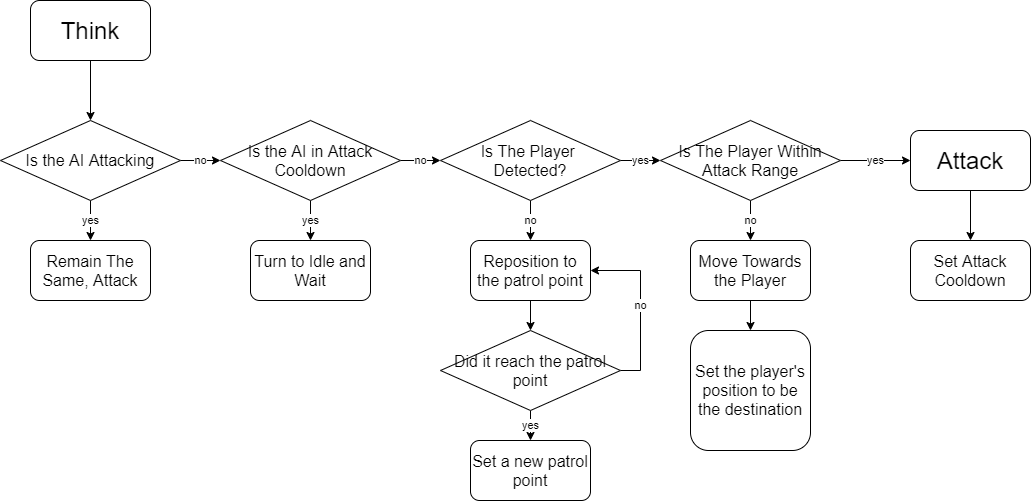 Think
Is the AI Attacking
no
Is the AI in Attack
Cooldown
no
Is The Player
Detected?
yes
Is The Player Within
Attack Range
yes
Attack
yes
yes
no
no
Remain The
Same, Attack
Turn to Idle and
Wait
Reposition to
the patrol point
Move Towards
the Player
Set Attack
Cooldown
no
Did it reach the patrol
point
Set the player's
position to be
the destination
yes
Set a new patrol
point